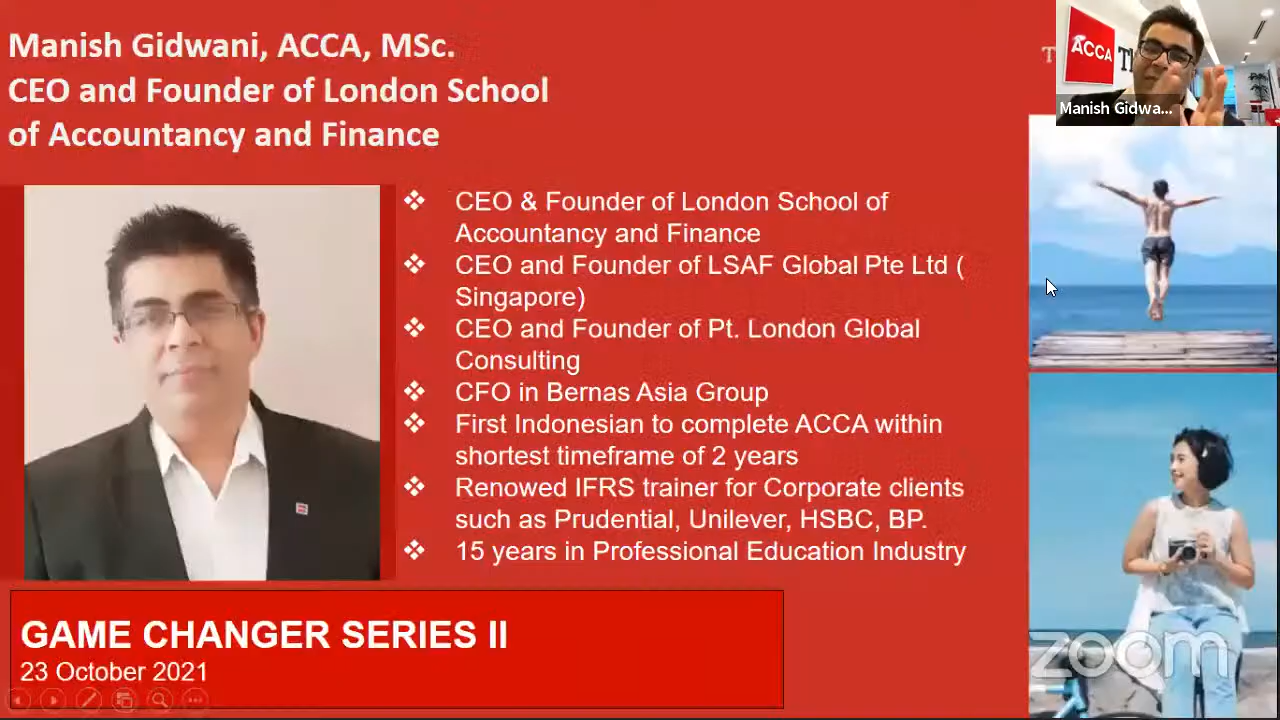 Manish Gidwani, ACCA, MSc.
CEO and Founder of London School
of Accountancy and Finance
❖ CEO & Founder of London School of
Accountancy and Finance
❖ CEO and Founder of LSAF Global Pte Ltd (
Singapore)
❖ CEO and Founder of Pt. London Global
Consulting
❖ CFO in Bernas Asia Group
❖ First Indonesian to complete ACCA within
shortest timeframe of 2 years
❖ Renowed IFRS trainer for Corporate clients
such as Prudential, Unilever, HSBC, BP.
❖ 15 years in Professional Education Industry
GAME CHANGER SERIES II
23 October 2021
ACCA
Manish Gidwa...
zoom